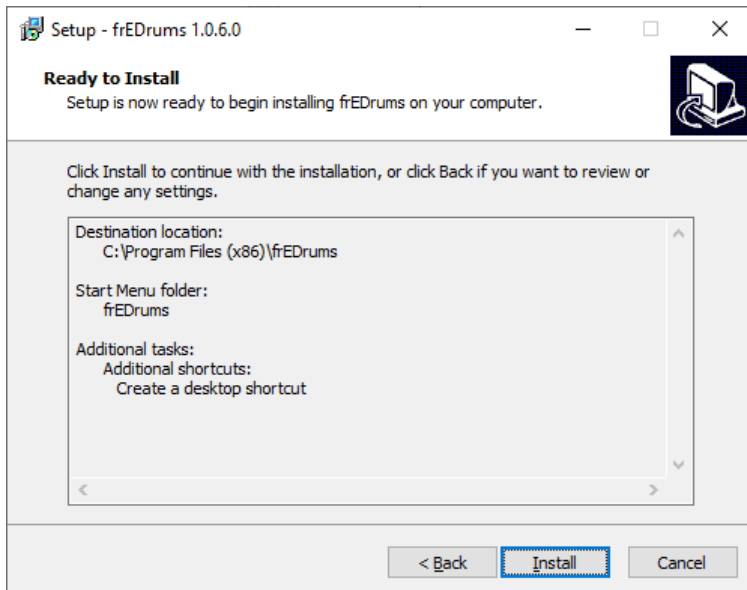 Setup - frEDrums 1.0.6.0
Ready to Install
Setup is now ready to begin installing frEDrums on your computer.
Click Install to continue with the installation, or click Back if you want to review or
change any settings.
Destination location:
C:\Program Files (x86)\frEDrums
Start Menu folder:
frEDrums
Additional tasks:
Additional shortcuts:
Create a desktop shortcut
< Back
Install
Cancel